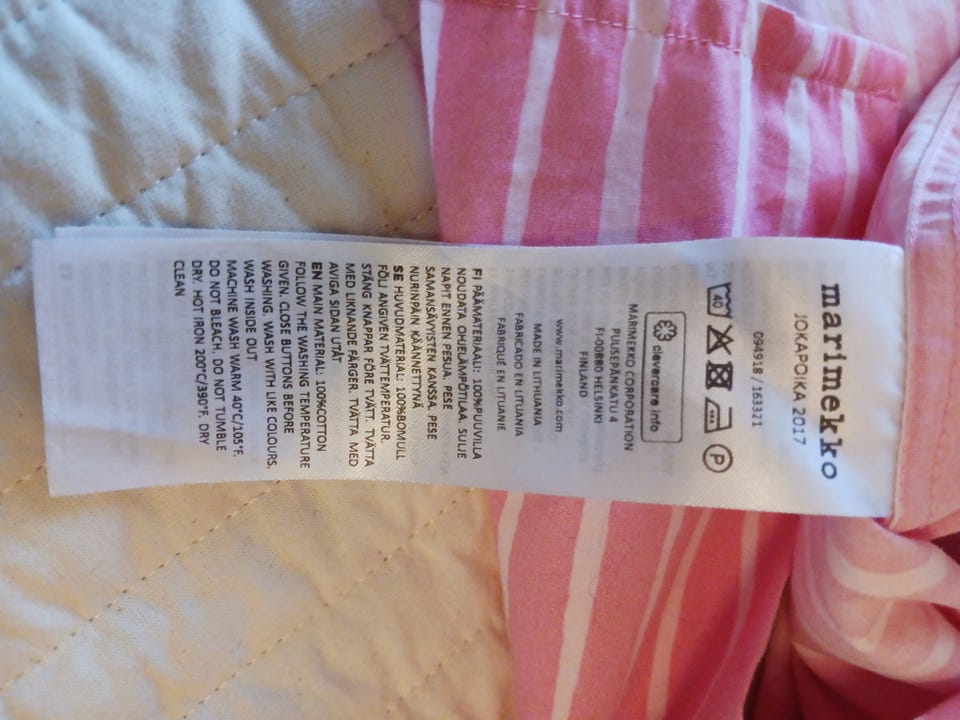 marimekko
JOKAPOIKA 2017
094918 / 163321
40
P
clevercare.info
MARIMEKKO CORPORATION
PUUSEPÄNKATU 4
FI-00880 HELSINKI
FINLAND
www.marimekko.com
MADE IN LITHUANIA
FABRICADO EN LITUANIA
FABRIQUÉ EN LITUANIE
FI PÄÄMATERIAALI: 100%PUUVILLA
NOUDATA OHJELÄMPÖTILAA. SULJE
NAPIT ENNEN PESUA. PESE
SAMANSÄVYISTEN KANSSA. PESE
NURINPÄIN KÄÄNNETTYNÄ
SE HUVUDMATERIAL: 100%BOMULL
FÖLJ ANGIVEN TVÄTTEMPERATUR.
STÄNG KNAPPAR FÖRE TVÄTT. TVÄTTA
MED LIKNANDE FÄRGER. TVÄTTA MED
AVIGA SIDAN UTÅT
EN MAIN MATERIAL: 100%COTTON
FOLLOW THE WASHING TEMPERATURE
GIVEN. CLOSE BUTTONS BEFORE
WASHING. WASH WITH LIKE COLOURS.
WASH INSIDE OUT
MACHINE WASH WARM 40°C/105°F.
DO NOT BLEACH. DO NOT TUMBLE
DRY. HOT IRON 200°C/390°F. DRY
CLEAN